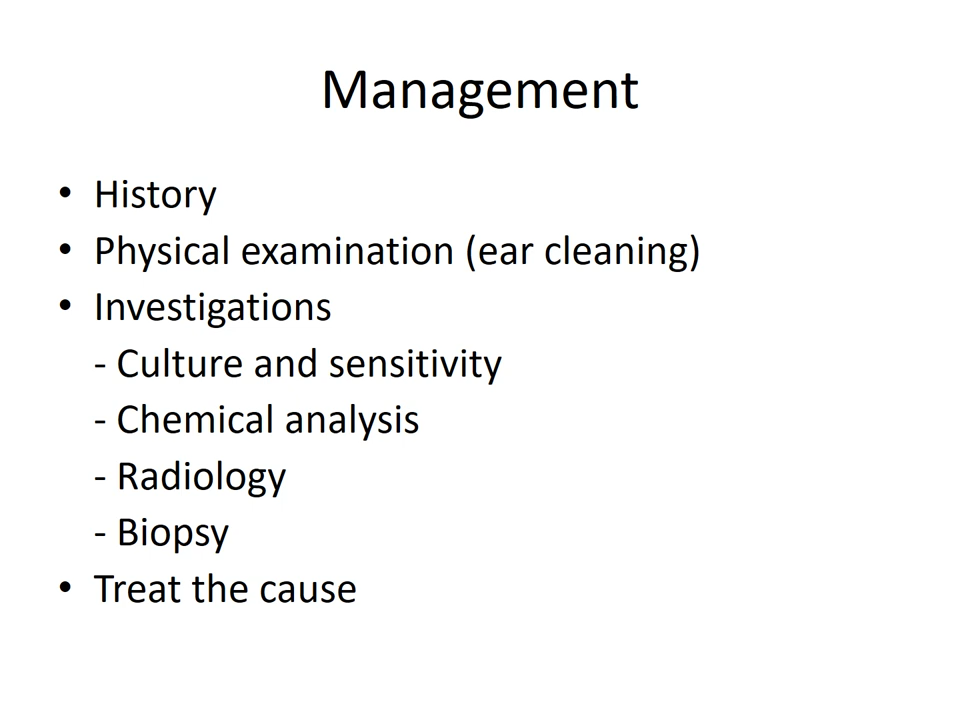 Management
• History
• Physical examination (ear cleaning)
• Investigations
- Culture and sensitivity
- Chemical analysis
- Radiology
- Biopsy
• Treat the cause